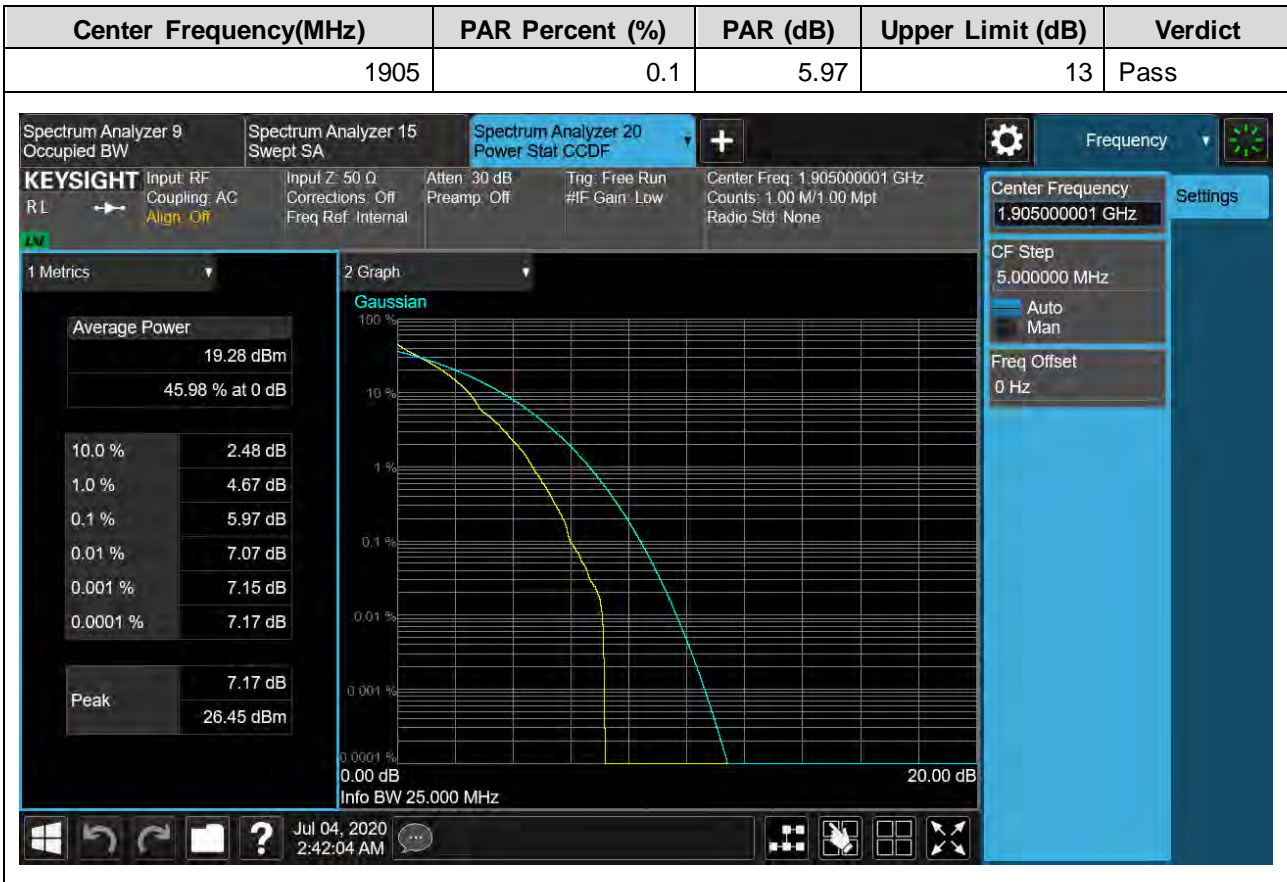 Center Frequency(MHz) PAR Percent (%) PAR (dB) Upper Limit (dB) Verdict
1905 0.1 5.97 13 Pass
Spectrum Analyzer 9 Spectrum Analyzer 15 Spectrum Analyzer 20 Frequency
Occupied BW Swept SA Power Stat CCDF
KEYSIGHT Input: RF Input Z: 50 Ω Atten: 30 dB Trig: Free Run Center Freq: 1.905000001 GHz
RL Coupling: AC Corrections: Off Preamp: Off #IF Gain: Low Counts: 1.00 M/1.00 Mpt
Align: Off Freq Ref: Internal Radio Std: None
LXI
Center Frequency Settings
1.905000001 GHz
CF Step
5.000000 MHz
Auto
Man
Freq Offset
0 Hz
1 Metrics
Average Power
19.28 dBm
45.98 % at 0 dB
10.0 % 2.48 dB
1.0 % 4.67 dB
0.1 % 5.97 dB
0.01 % 7.07 dB
0.001 % 7.15 dB
0.0001 % 7.17 dB
Peak 7.17 dB
26.45 dBm
2 Graph
Gaussian
100 %
10 %
1 %
0.1 %
0.01 %
0.001 %
0.0001 %
0.00 dB 20.00 dB
Info BW 25.000 MHz
Jul 04, 2020
2:42:04 AM